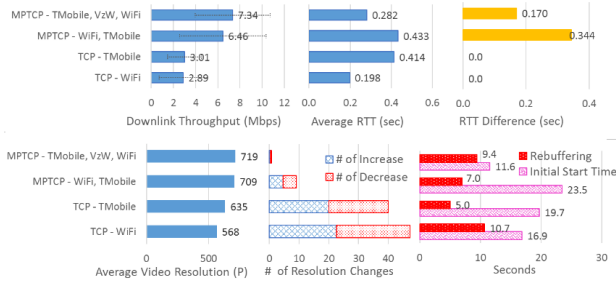 MPTCP - TMobile, VzW, WiFi
7.34
0.282
0.170
MPTCP - WiFi, TMobile
6.46
0.433
0.344
TCP - TMobile
3.01
0.414
0.0
TCP - WiFi
2.89
0.198
0.0
0 2 4 6 8 10 12
0 0.2 0.4 0.6
0 0.2 0.4
Downlink Throughput (Mbps)
Average RTT (sec)
RTT Difference (sec)
MPTCP - TMobile, VzW, WiFi
719
# of Increase
# of Decrease
9.4
11.6
Rebuffering
Initial Start Time
MPTCP - WiFi, TMobile
709
7.0
23.5
TCP - TMobile
635
5.0
19.7
TCP - WiFi
568
10.7
16.9
0 500 1000
0 10 20 30 40
0 10 20 30
Average Video Resolution (P)
# of Resolution Changes
Seconds